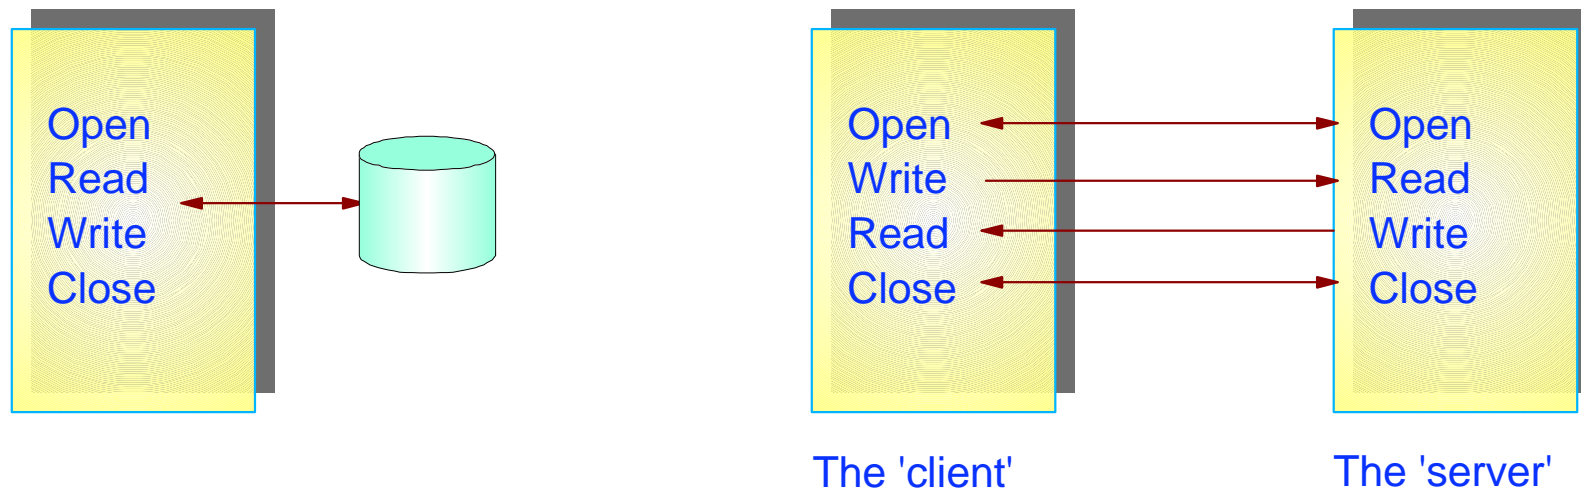 Open
Read
Write
Close
Open
Write
Read
Close
The 'client'
Open
Read
Write
Close
The 'server'